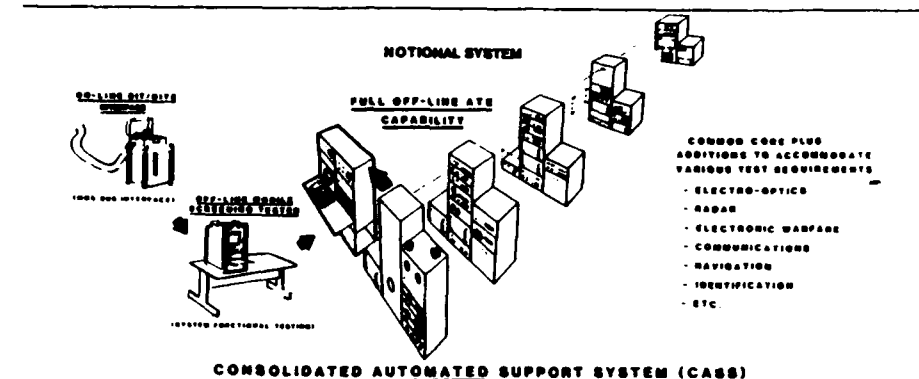 NOTIONAL SYSTEM
ON-LINE BIT/BITE
INTERFACE
FULL OFF-LINE ATE
CAPABILITY
OFF-LINE MOBILE
SCREENING TESTER
(SYSTEM FUNCTIONAL TESTING)
COMMON CORE PLUS
ADDITIONS TO ACCOMMODATE
VARIOUS TEST REQUIREMENTS
- ELECTRO-OPTICS
- RADAR
- ELECTRONIC WARFARE
- COMMUNICATIONS
- NAVIGATION
- IDENTIFICATION
- ETC.
CONSOLIDATED AUTOMATED SUPPORT SYSTEM (CASS)